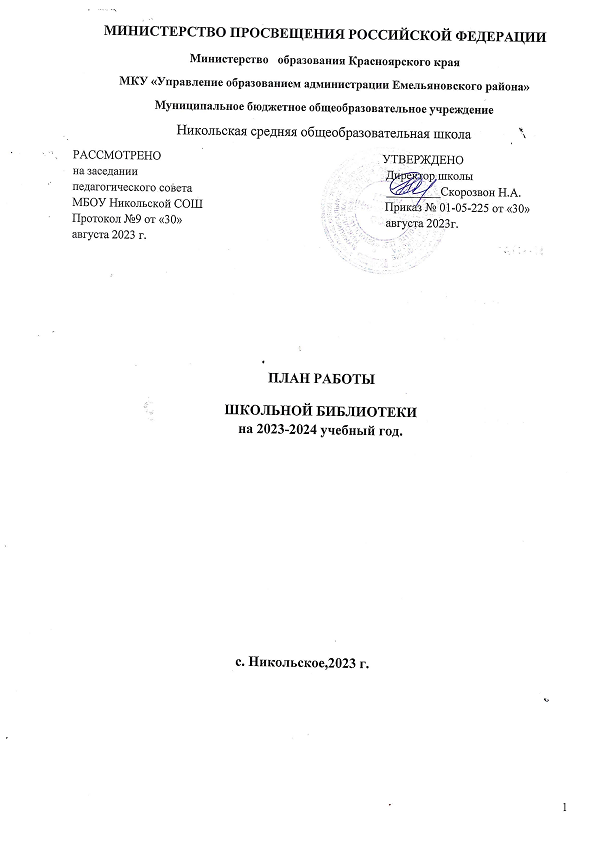 МИНИСТЕРСТВО ПРОСВЕЩЕНИЯ РОССИЙСКОЙ ФЕДЕРАЦИИ
Министерство образования Красноярского края
МКУ «Управление образованием администрации Емельяновского района»
Муниципальное бюджетное общеобразовательное учреждение
Никольская средняя общеобразовательная школа
РАССМОТРЕНО
на заседании
педагогического совета
МБОУ Никольской СОШ
Протокол №9 от «30»
августа 2023 г.
УТВЕРЖДЕНО
Директор школы
Скорозвон Н.А.
Приказ № 01-05-225 от «30»
августа 2023г.
ПЛАН РАБОТЫ
ШКОЛЬНОЙ БИБЛИОТЕКИ
на 2023-2024 учебный год.
с. Никольское,2023 г.
1